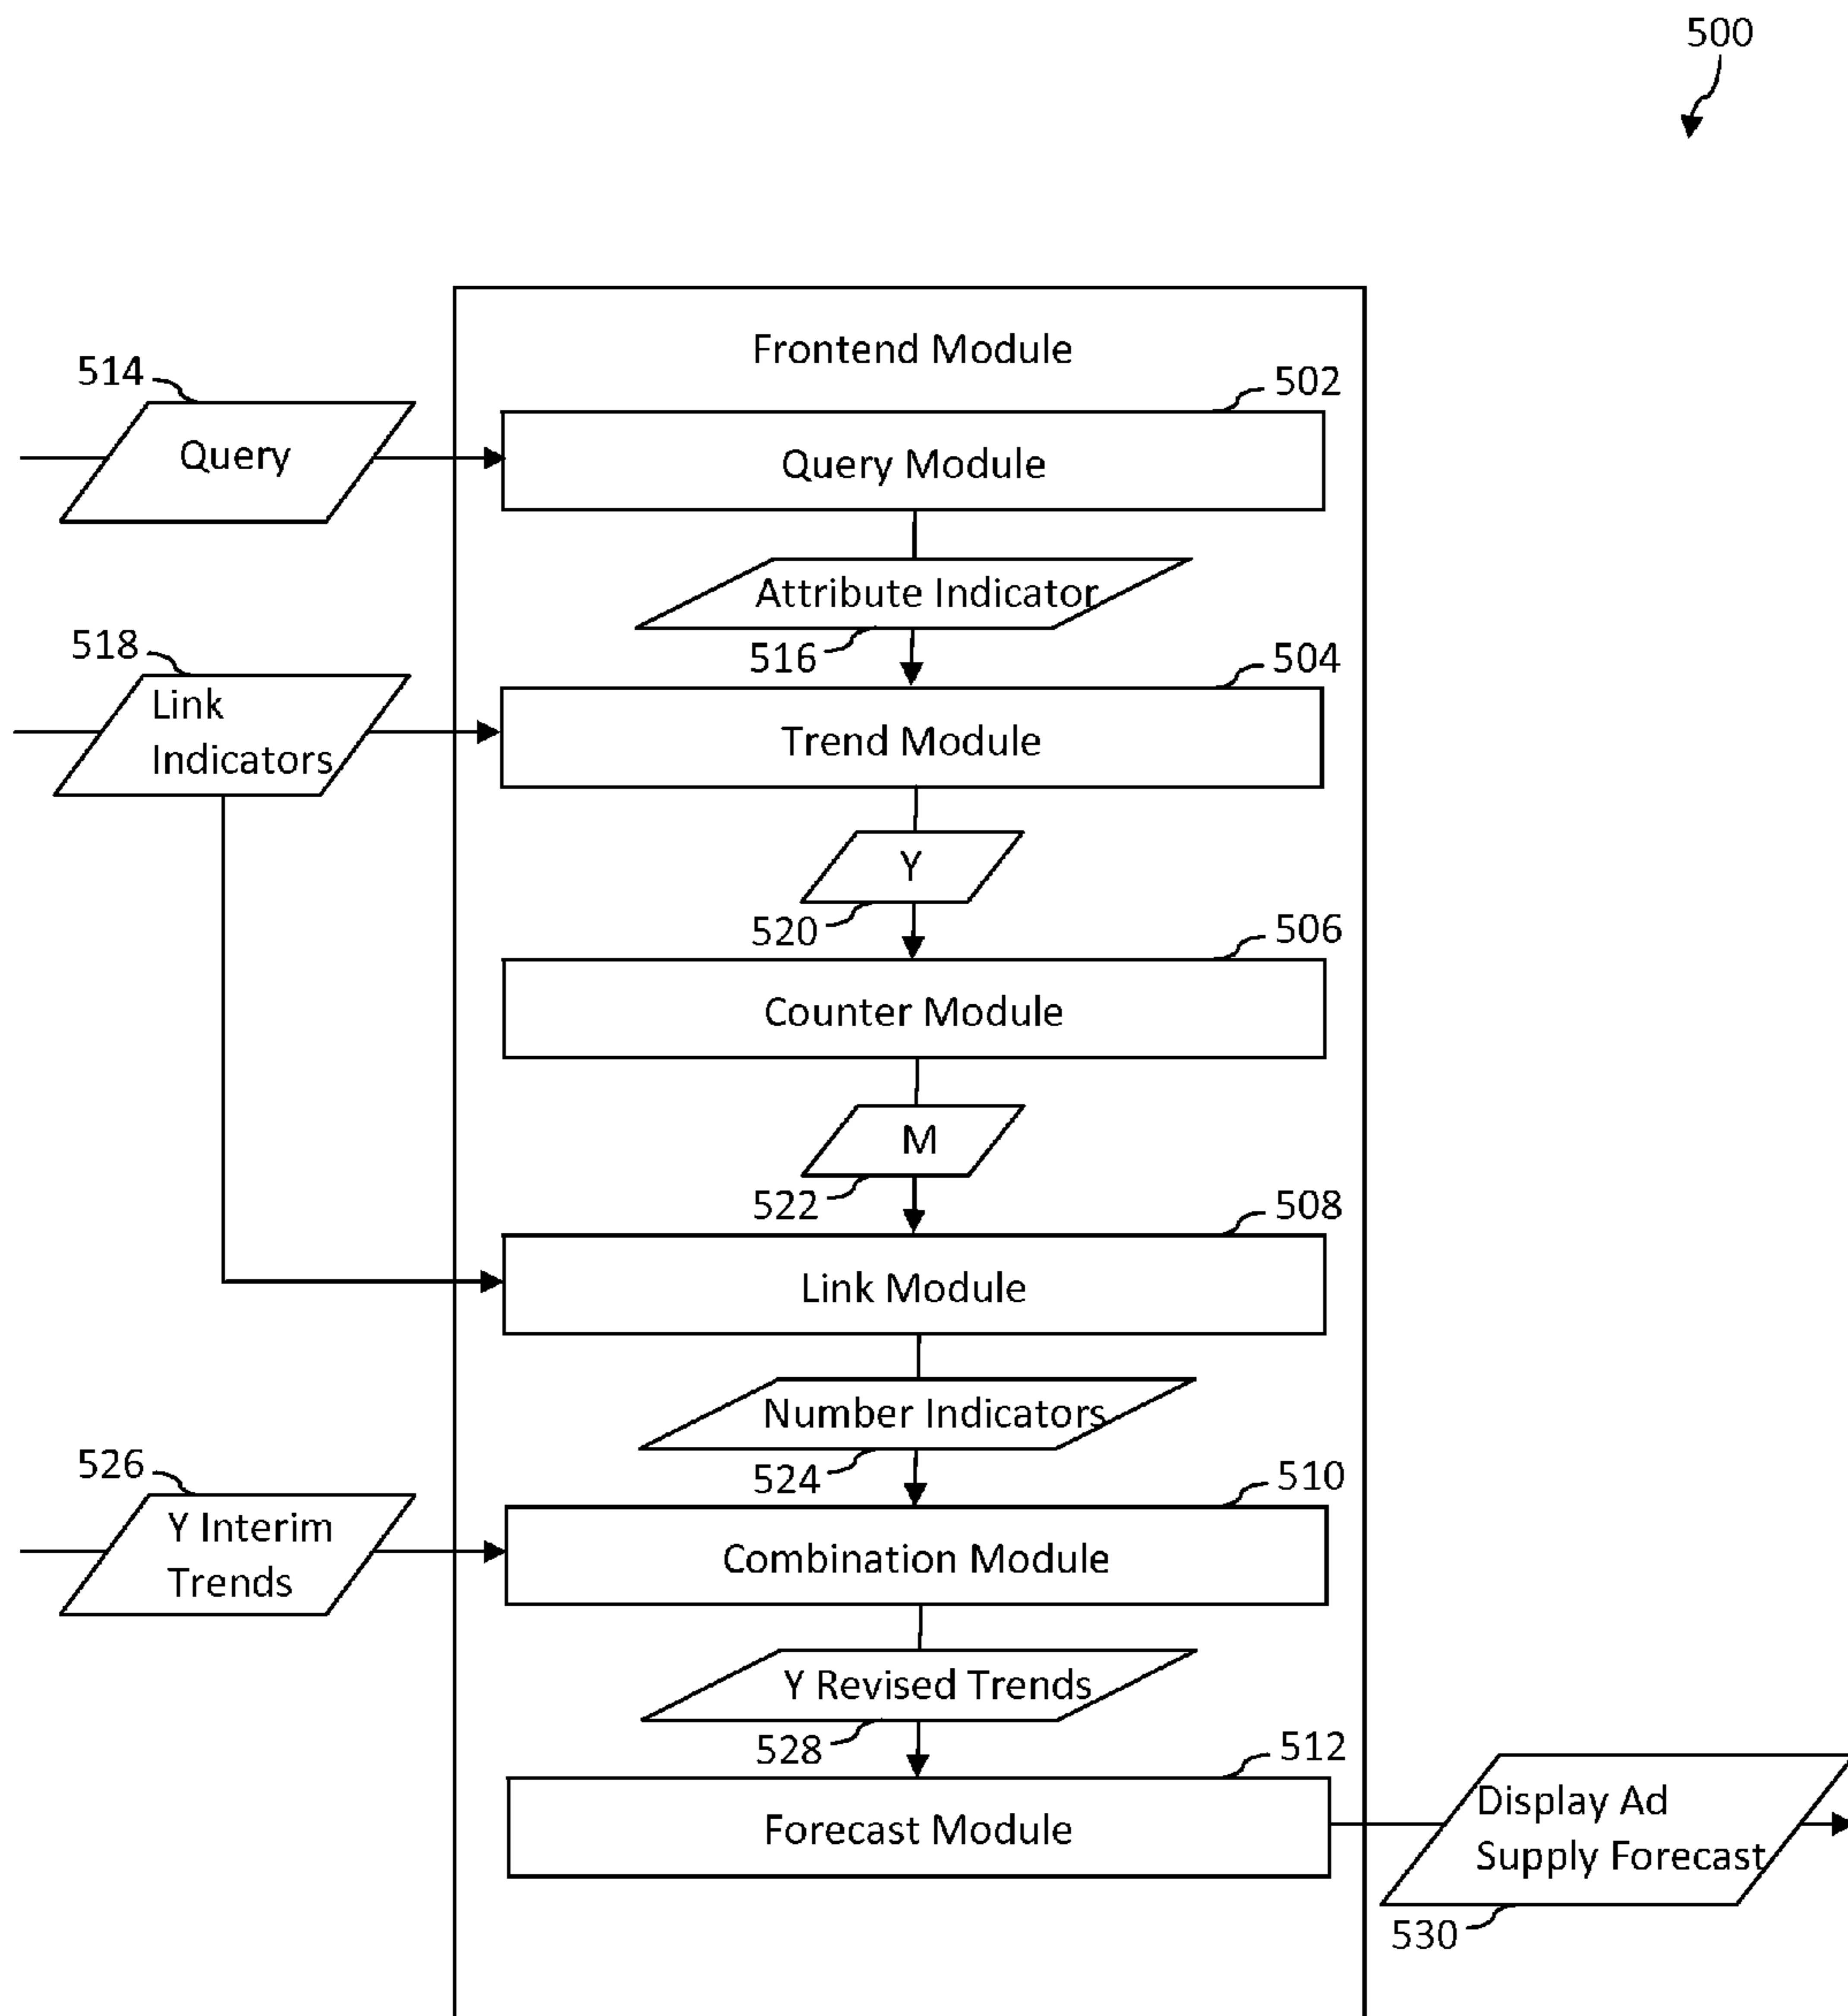 500
Frontend Module
514
502
Query
Query Module
Attribute Indicator
518
516
504
Link
Indicators
Trend Module
Y
520
506
Counter Module
M
522
508
Link Module
Number Indicators
526
524
510
Y Interim
Trends
Combination Module
Y Revised Trends
528
512
Display Ad
Supply Forecast
Forecast Module
530